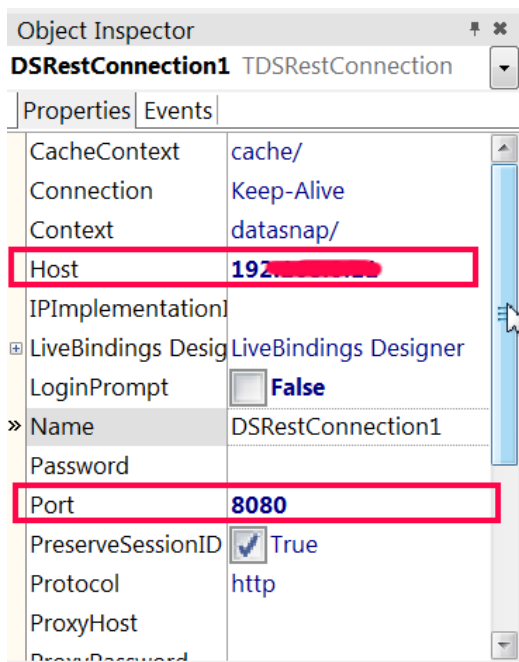 Object Inspector
DSRestConnection1 TDSRestConnection
Properties Events
CacheContext cache/
Connection Keep-Alive
Context datasnap/
Host 192.
IPImplementationI
LiveBindings Desig LiveBindings Designer
LoginPrompt False
» Name DSRestConnection1
Password
Port 8080
PreserveSessionID True
Protocol http
ProxyHost
ProxyPassword